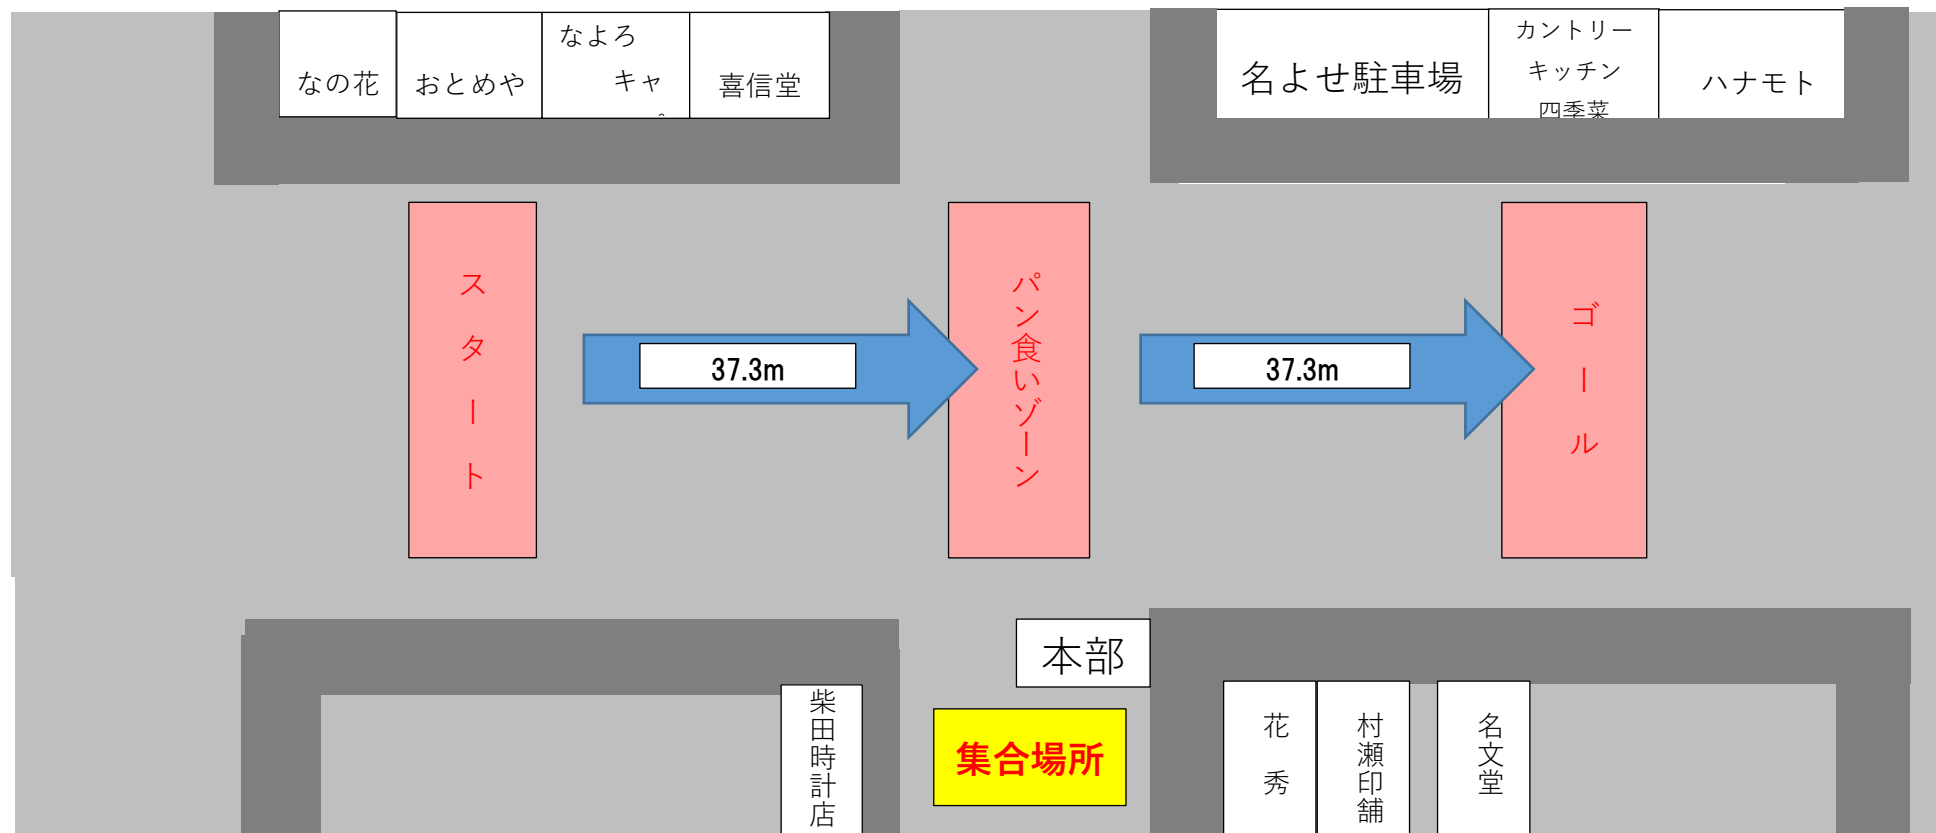 なの花
おとめや
なよろ
キャ
喜信堂
名よせ駐車場
カントリー
キッチン
四季菜
ハナモト
スタート
37.3m
パン食いゾーン
37.3m
ゴール
本部
集合場所
柴田時計店
花秀
村瀬印舗
名文堂